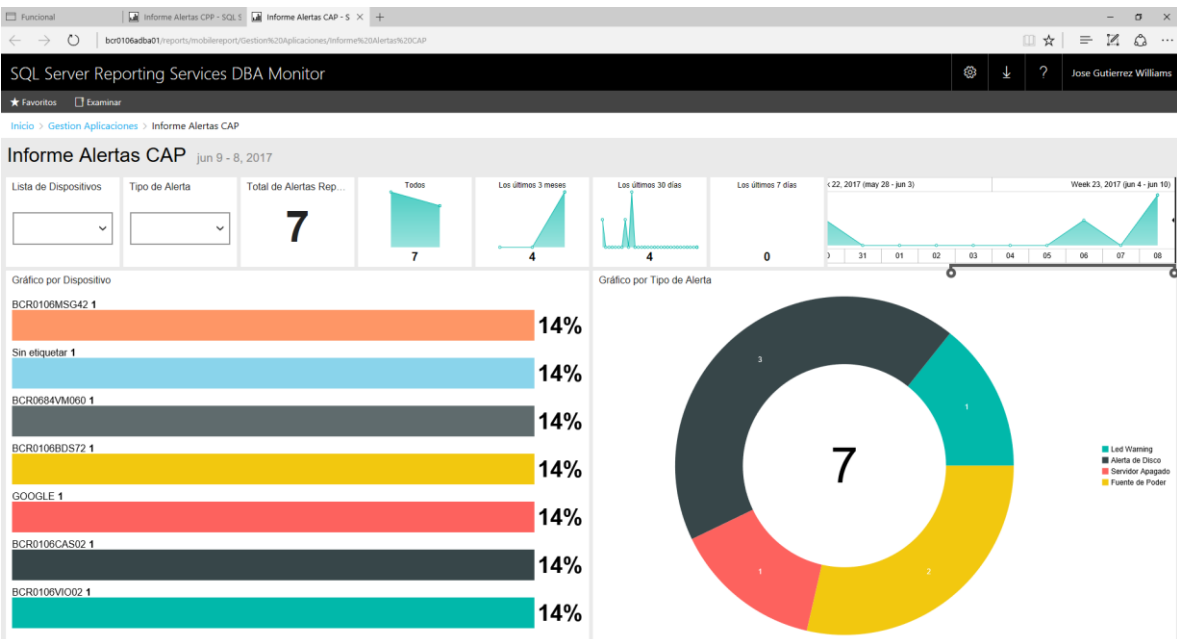 Funcional
Informe Alertas CPP - SQL S
Informe Alertas CAP - S
bcr0106adba01/reports/mobilereport/Gestion%20Aplicaciones/Informe%20Alertas%20CAP
SQL Server Reporting Services DBA Monitor
Jose Gutierrez Williams
Favoritos
Examinar
Inicio > Gestion Aplicaciones > Informe Alertas CAP
Informe Alertas CAP jun 9 - 8, 2017
Lista de Dispositivos
Tipo de Alerta
Total de Alertas Rep...
7
Todos
7
Los últimos 3 meses
4
Los últimos 30 días
4
Los últimos 7 días
0
22, 2017 (may 28 - jun 3)
Week 23, 2017 (jun 4 - jun 10)
31 01 02 03 04 05 06 07 08
Gráfico por Dispositivo
BCR0106MSG42 1
14%
Sin etiquetar 1
14%
BCR0684VM060 1
14%
BCR0106BDS72 1
14%
GOOGLE 1
14%
BCR0106CAS02 1
14%
BCR0106VIO02 1
14%
Gráfico por Tipo de Alerta
3
1
7
1
2
Led Warning
Alerta de Disco
Servidor Apagado
Fuente de Poder